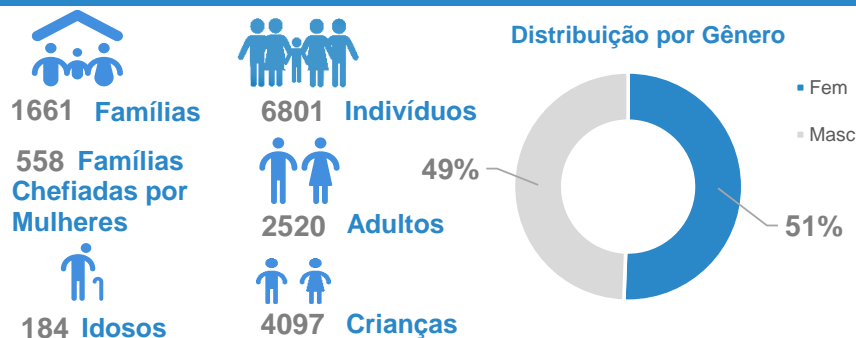 1661 Famílias
558 Famílias
Chefiadas por
Mulheres
184 Idosos
6801 Indivíduos
2520 Adultos
4097 Crianças
Distribuição por Gênero
Fem
Masc
49%
51%